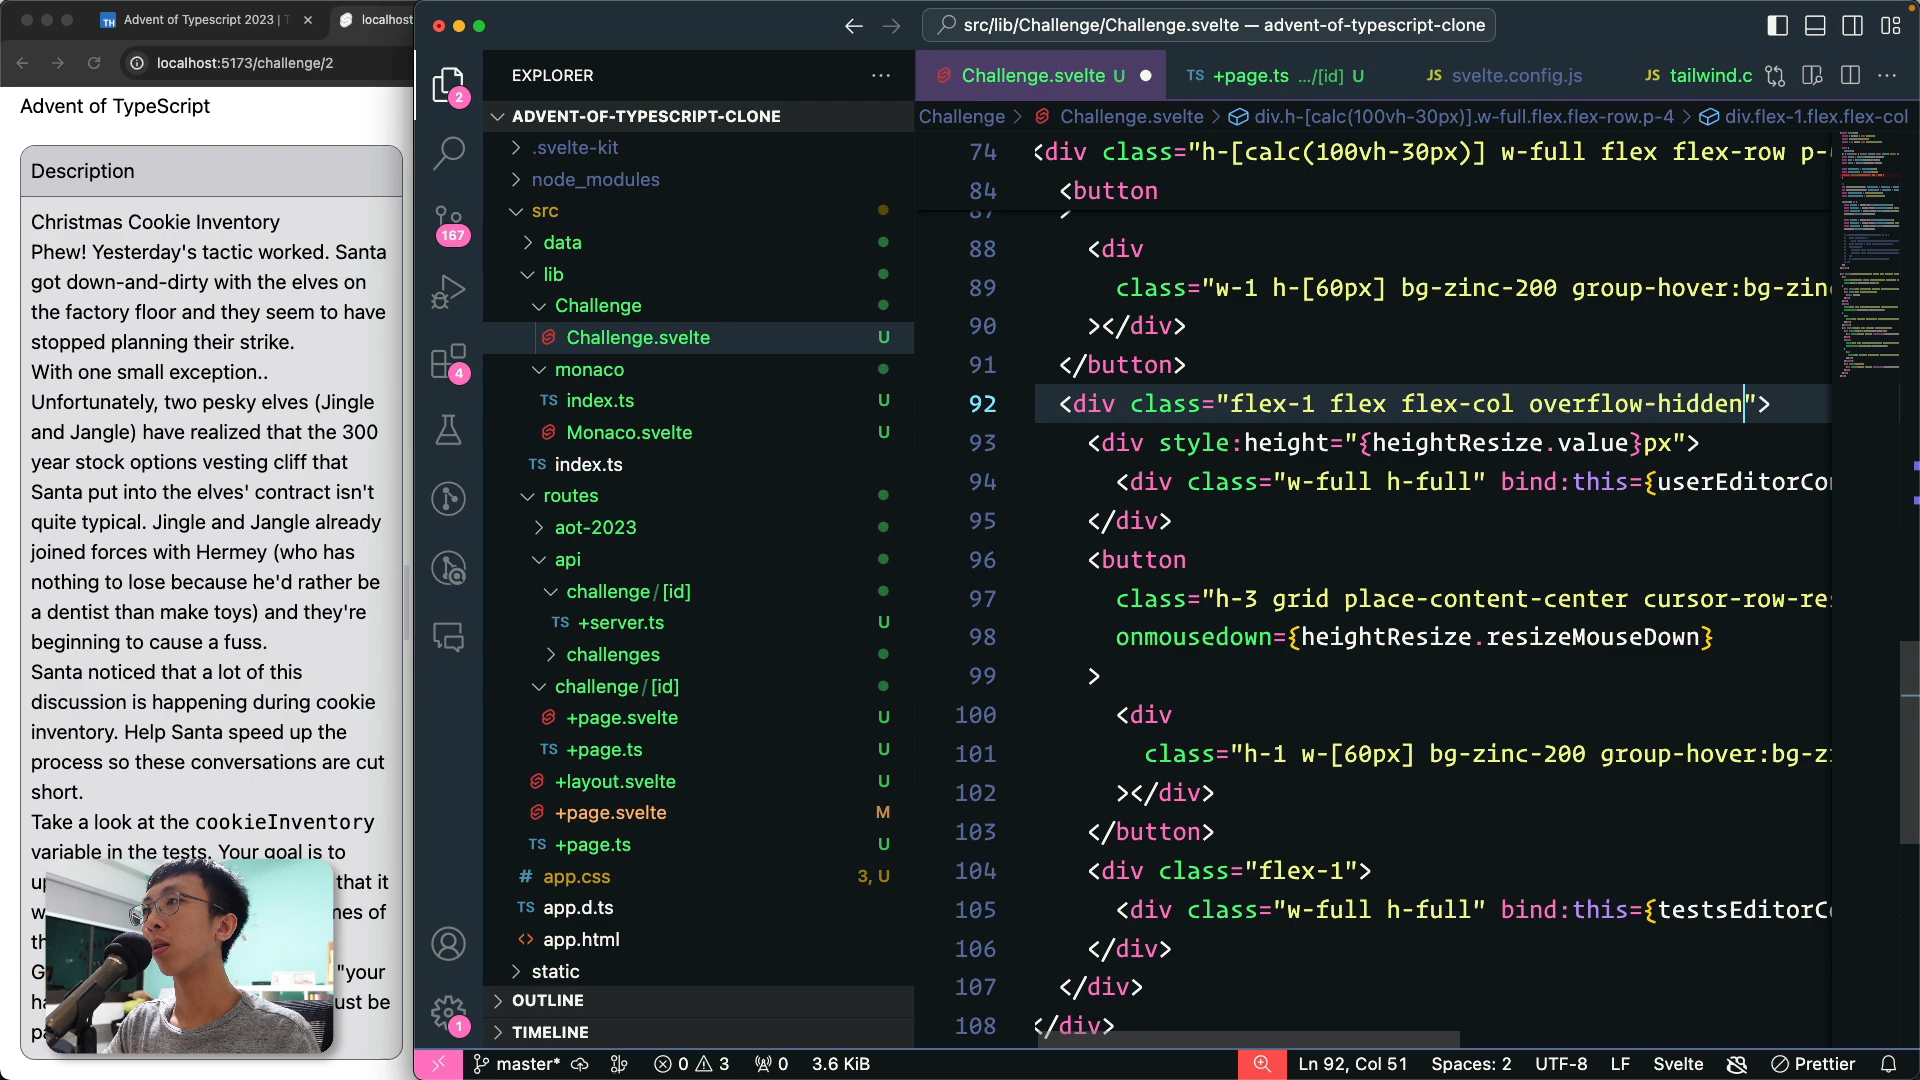 Advent of Typescript 2023 |
localhost
localhost:5173/challenge/2
Advent of TypeScript
Description
Christmas Cookie Inventory
Phew! Yesterday's tactic worked. Santa
got down-and-dirty with the elves on
the factory floor and they seem to have
stopped planning their strike.
With one small exception..
Unfortunately, two pesky elves (Jingle
and Jangle) have realized that the 300
year stock options vesting cliff that
Santa put into the elves' contract isn't
quite typical. Jingle and Jangle already
joined forces with Hermey (who has
nothing to lose because he'd rather be
a dentist than make toys) and they're
beginning to cause a fuss.
Santa noticed that a lot of this
discussion is happening during cookie
inventory. Help Santa speed up the
process so these conversations are cut
short.
Take a look at the cookieInventory
variable in the tests. Your goal is to
that it
"your
src/lib/Challenge/Challenge.svelte — advent-of-typescript-clone
2
167
4
1
EXPLORER
ADVENT-OF-TYPESCRIPT-CLONE
.svelte-kit
node_modules
src
data
lib
Challenge
Challenge.svelte U
monaco
TS index.ts U
Monaco.svelte U
TS index.ts
routes
aot-2023
api
challenge/[id]
TS +server.ts U
challenges
challenge/[id]
+page.svelte U
TS +page.ts U
+layout.svelte U
+page.svelte M
TS +page.ts U
# app.css 3, U
TS app.d.ts
<> app.html
static
OUTLINE
TIMELINE
Challenge.svelte U
TS +page.ts .../[id] U
JS svelte.config.js
JS tailwind.c
Challenge > Challenge.svelte > div.h-[calc(100vh-30px)].w-full.flex.flex-row.p-4 > div.flex-1.flex.flex-col
74 <div class="h-[calc(100vh-30px)] w-full flex flex-row p-
84 <button
87 >
88 <div
89 class="w-1 h-[60px] bg-zinc-200 group-hover:bg-zin
90 ></div>
91 </button>
92 <div class="flex-1 flex flex-col overflow-hidden">
93 <div style:height="{heightResize.value}px">
94 <div class="w-full h-full" bind:this={userEditorCo
95 </div>
96 <button
97 class="h-3 grid place-content-center cursor-row-re
98 onmousedown={heightResize.resizeMouseDown}
99 >
100 <div
101 class="h-1 w-[60px] bg-zinc-200 group-hover:bg-z
102 ></div>
103 </button>
104 <div class="flex-1">
105 <div class="w-full h-full" bind:this={testsEditorC
106 </div>
107 </div>
108 </div>
master* 0 3 0 3.6 KiB
Ln 92, Col 51 Spaces: 2 UTF-8 LF Svelte Prettier